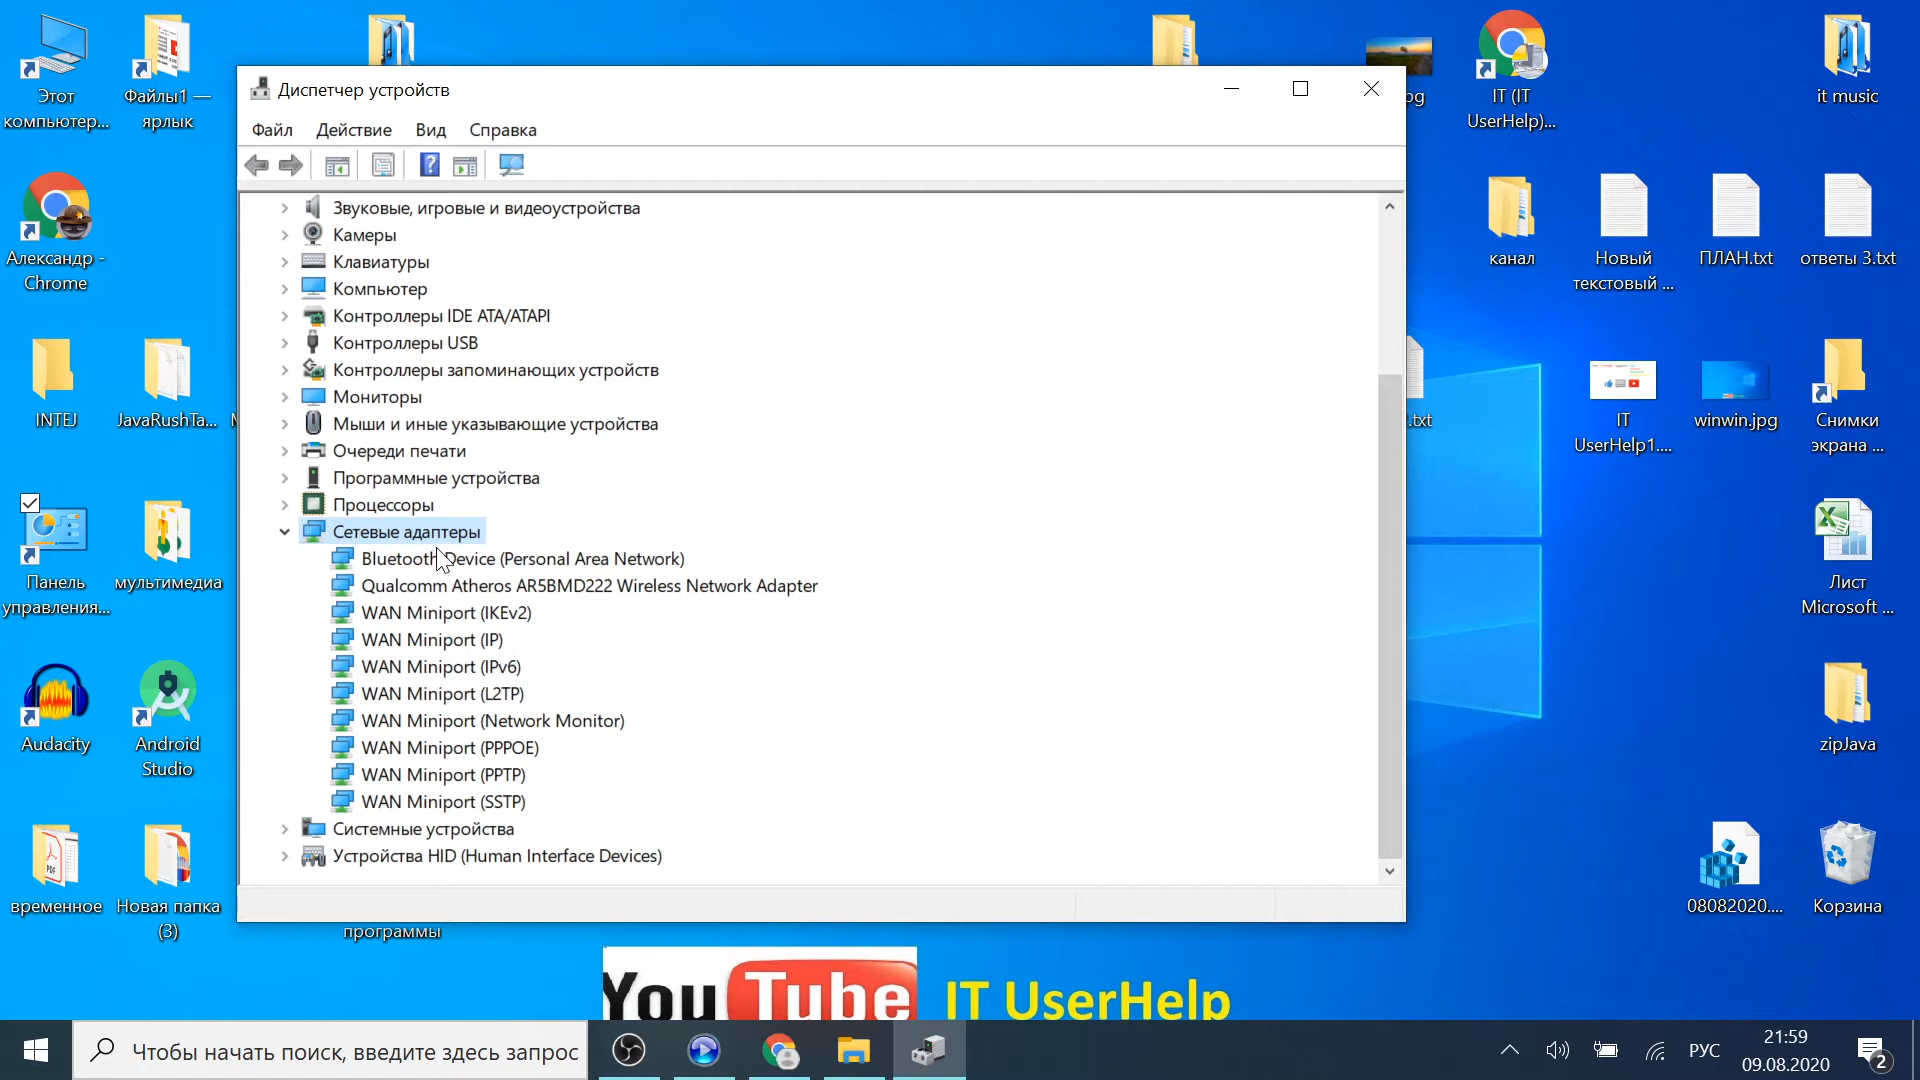 Этот
компьютер...
Файлы1 —
ярлык
IT (IT
UserHelp)...
it music
Диспетчер устройств
Файл
Действие
Вид
Справка
Звуковые, игровые и видеоустройства
Камеры
Клавиатуры
Компьютер
Контроллеры IDE ATA/ATAPI
Контроллеры USB
Контроллеры запоминающих устройств
Мониторы
Мыши и иные указывающие устройства
Очереди печати
Программные устройства
Процессоры
Сетевые адаптеры
Bluetooth Device (Personal Area Network)
Qualcomm Atheros AR5BMD222 Wireless Network Adapter
WAN Miniport (IKEv2)
WAN Miniport (IP)
WAN Miniport (IPv6)
WAN Miniport (L2TP)
WAN Miniport (Network Monitor)
WAN Miniport (PPPOE)
WAN Miniport (PPTP)
WAN Miniport (SSTP)
Системные устройства
Устройства HID (Human Interface Devices)
Александр -
Chrome
канал
Новый
текстовый ...
ПЛАН.txt
ответы 3.txt
INTEJ
JavaRushTa...
.txt
IT
UserHelp1....
winwin.jpg
Снимки
экрана ...
Панель
управления...
мультимедиа
Лист
Microsoft ...
Audacity
Android
Studio
zipJava
временное
Новая папка
(3)
программы
08082020....
Корзина
YouTube
IT UserHelp
Чтобы начать поиск, введите здесь запрос
РУС
21:59
09.08.2020
2